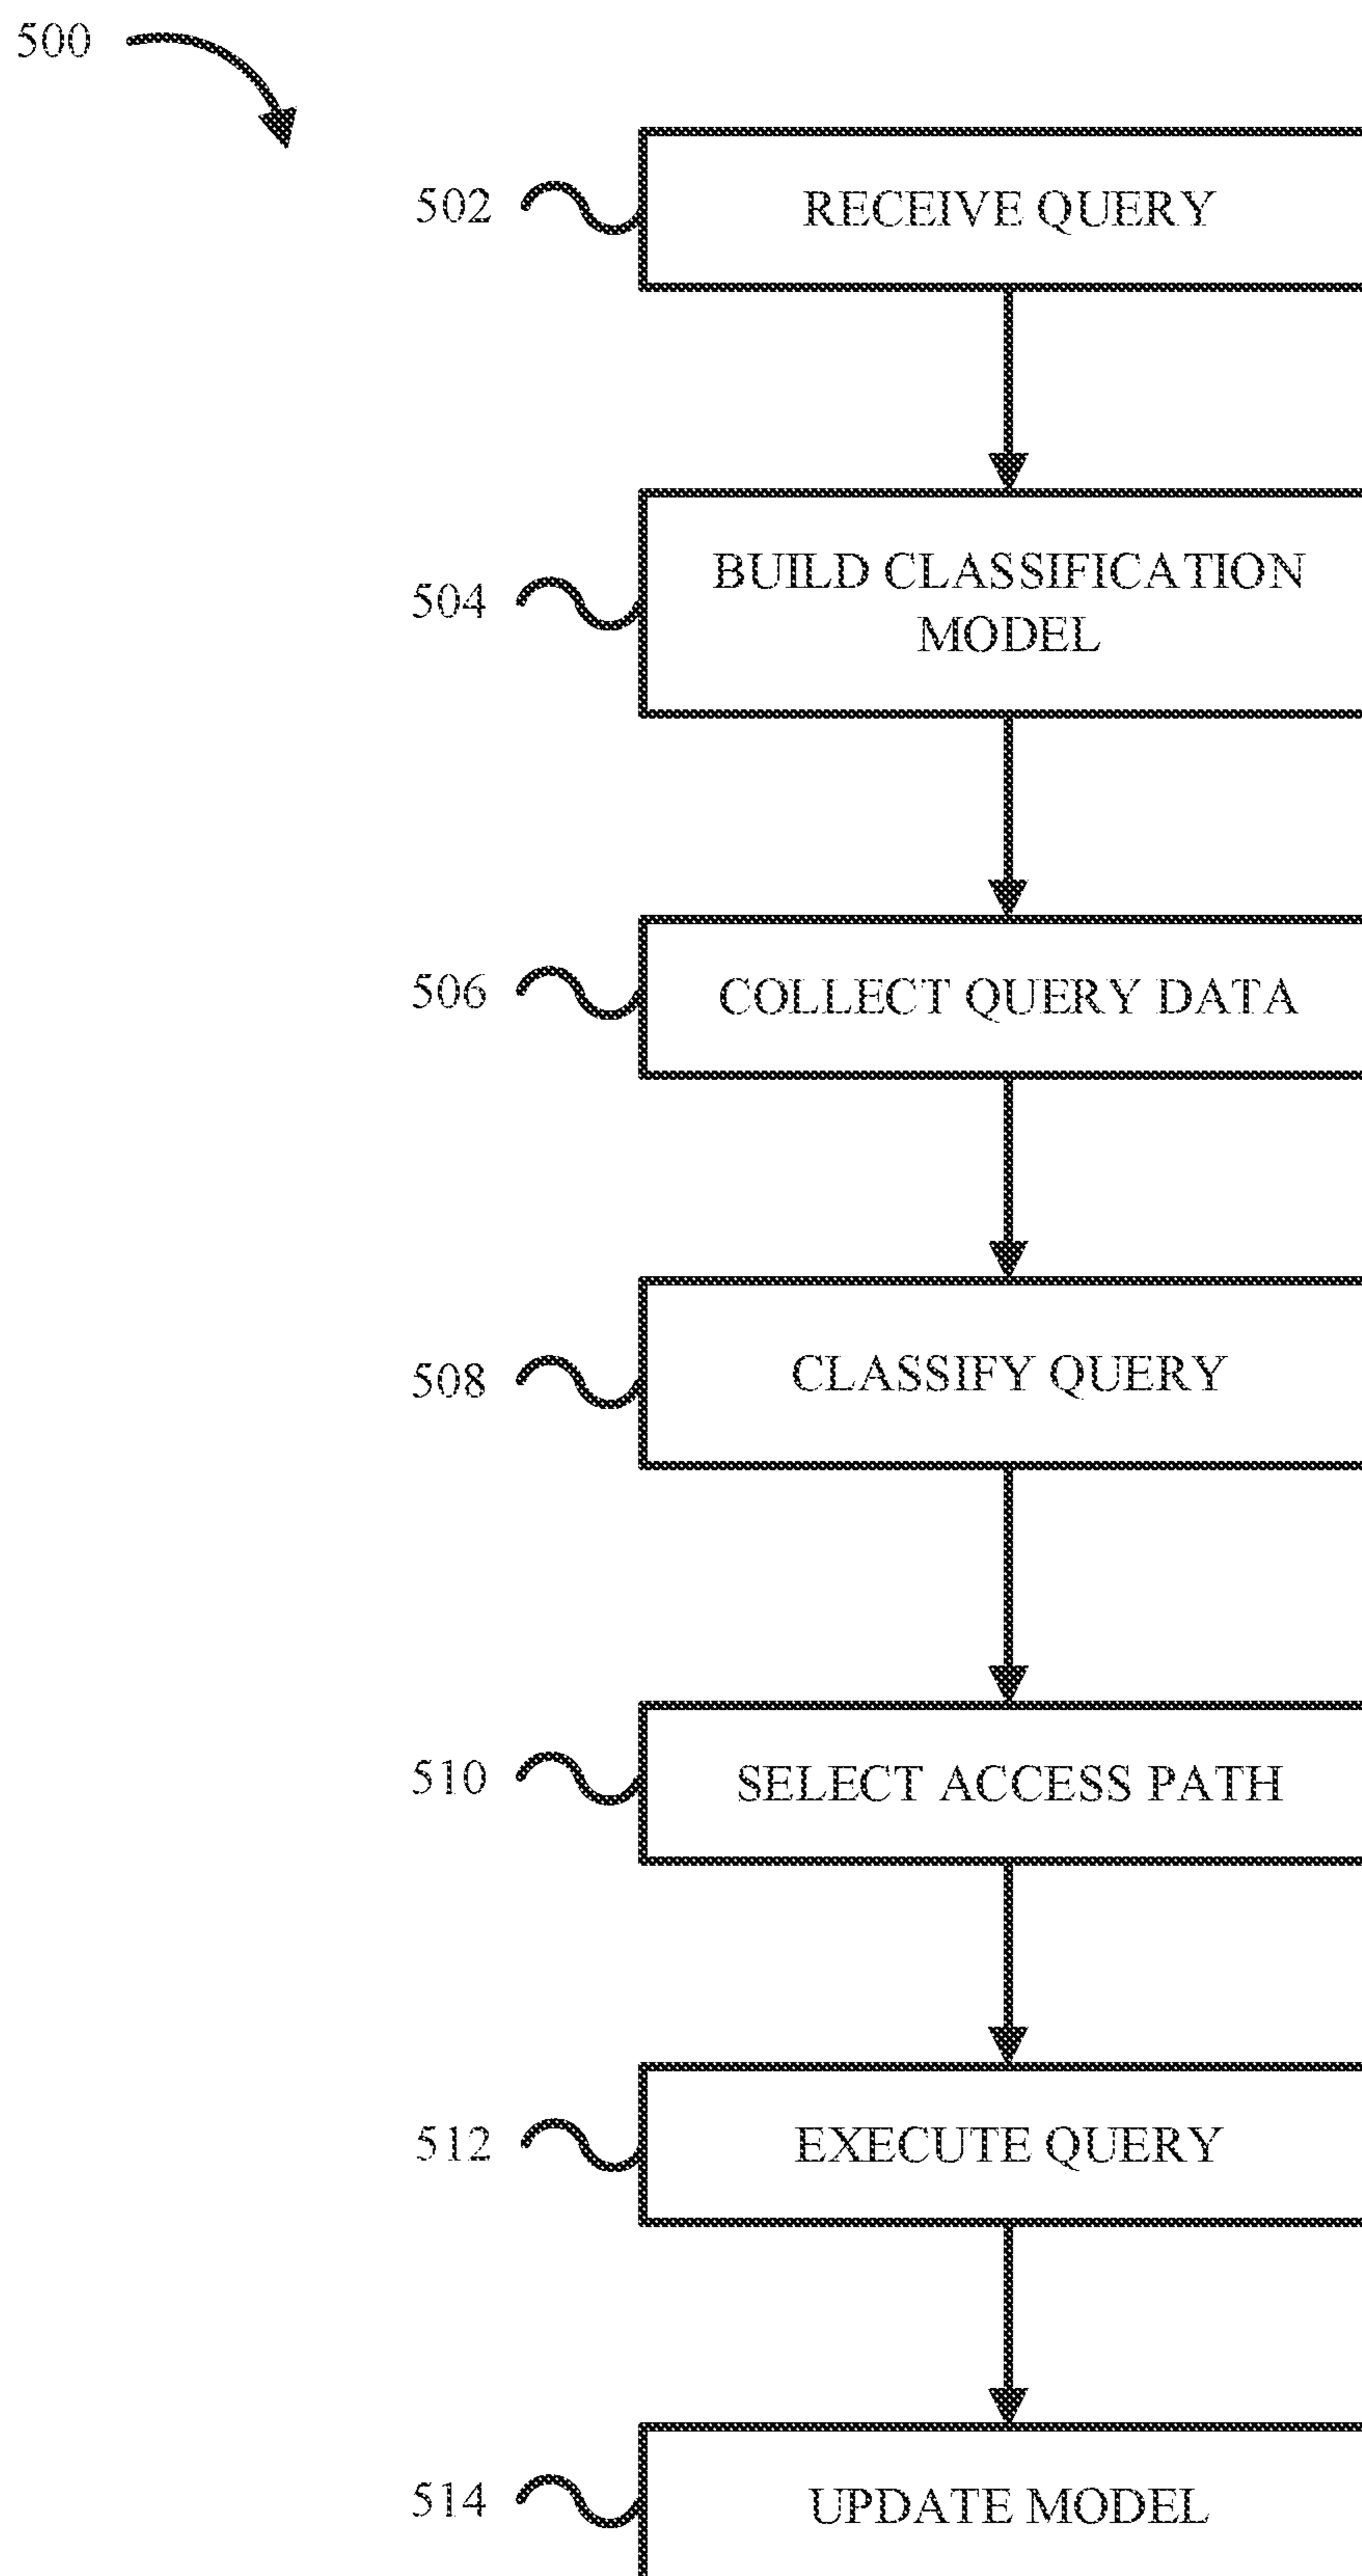 500
502
RECEIVE QUERY
504
BUILD CLASSIFICATION
MODEL
506
COLLECT QUERY DATA
508
CLASSIFY QUERY
510
SELECT ACCESS PATH
512
EXECUTE QUERY
514
UPDATE MODEL